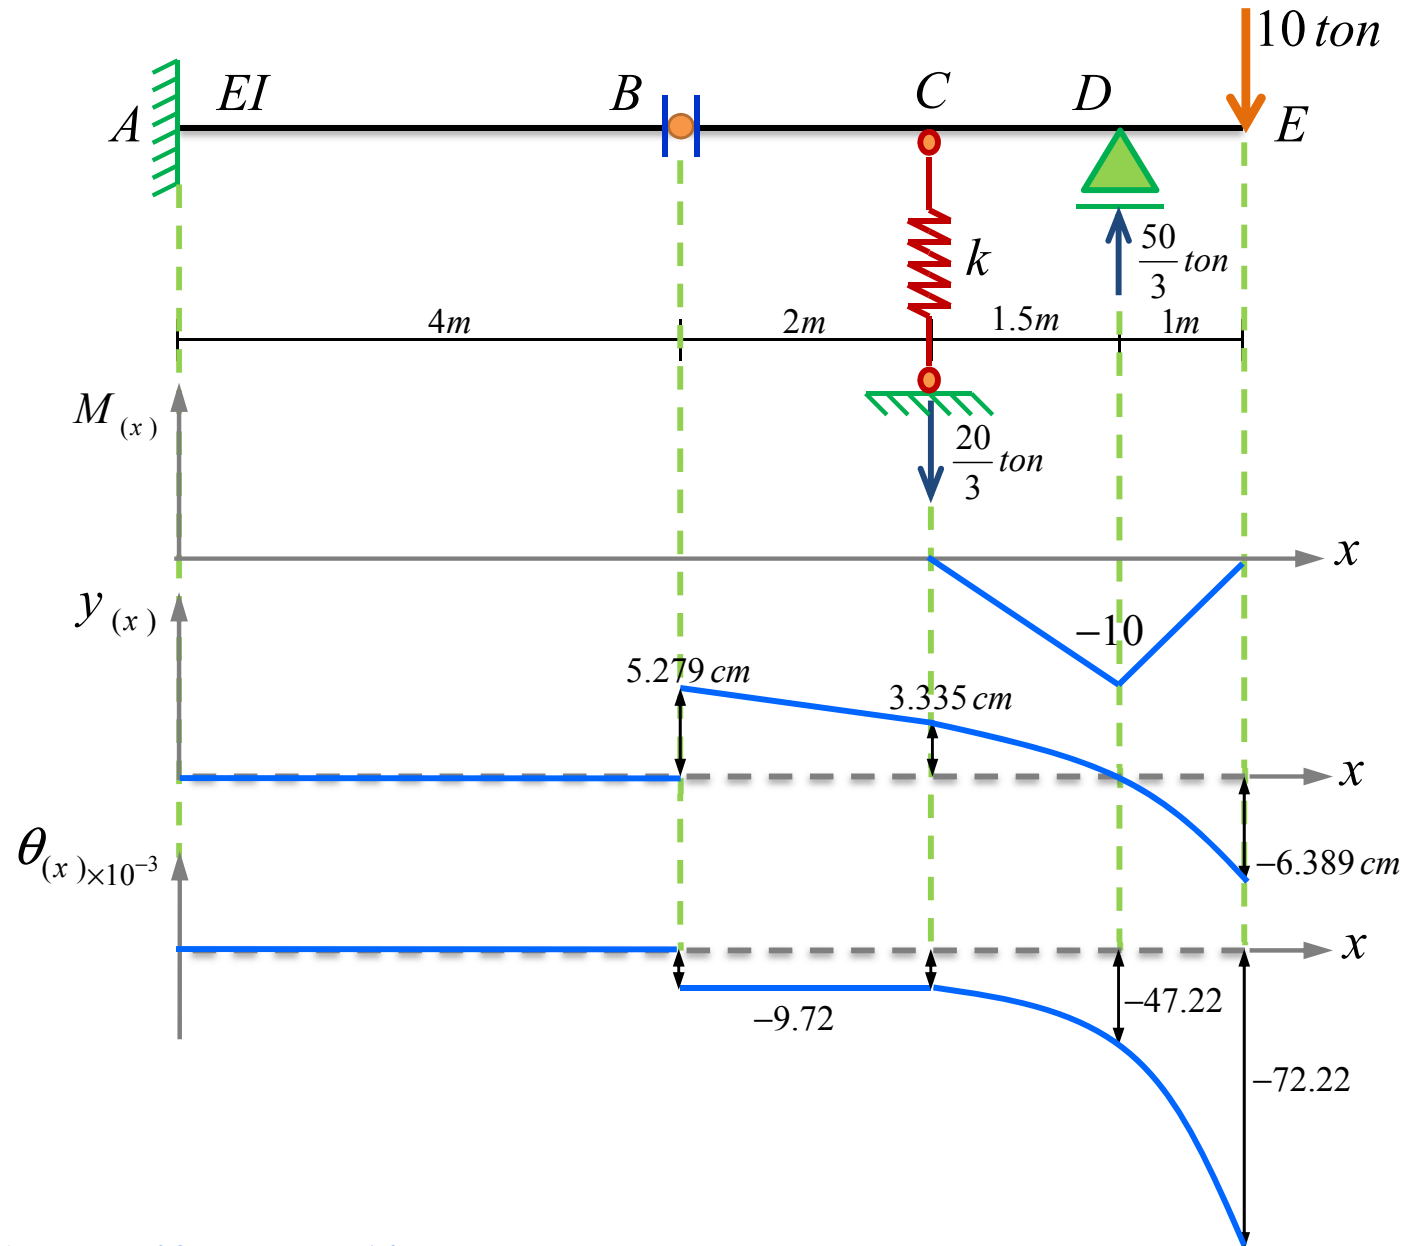 10 ton
A
EI
B
C
D
E
k
50/3 ton
4m
2m
1.5m
1m
M (x)
20/3 ton
x
y (x)
−10
5.279 cm
3.335 cm
x
θ(x)×10−3
−6.389 cm
x
−9.72
−47.22
−72.22